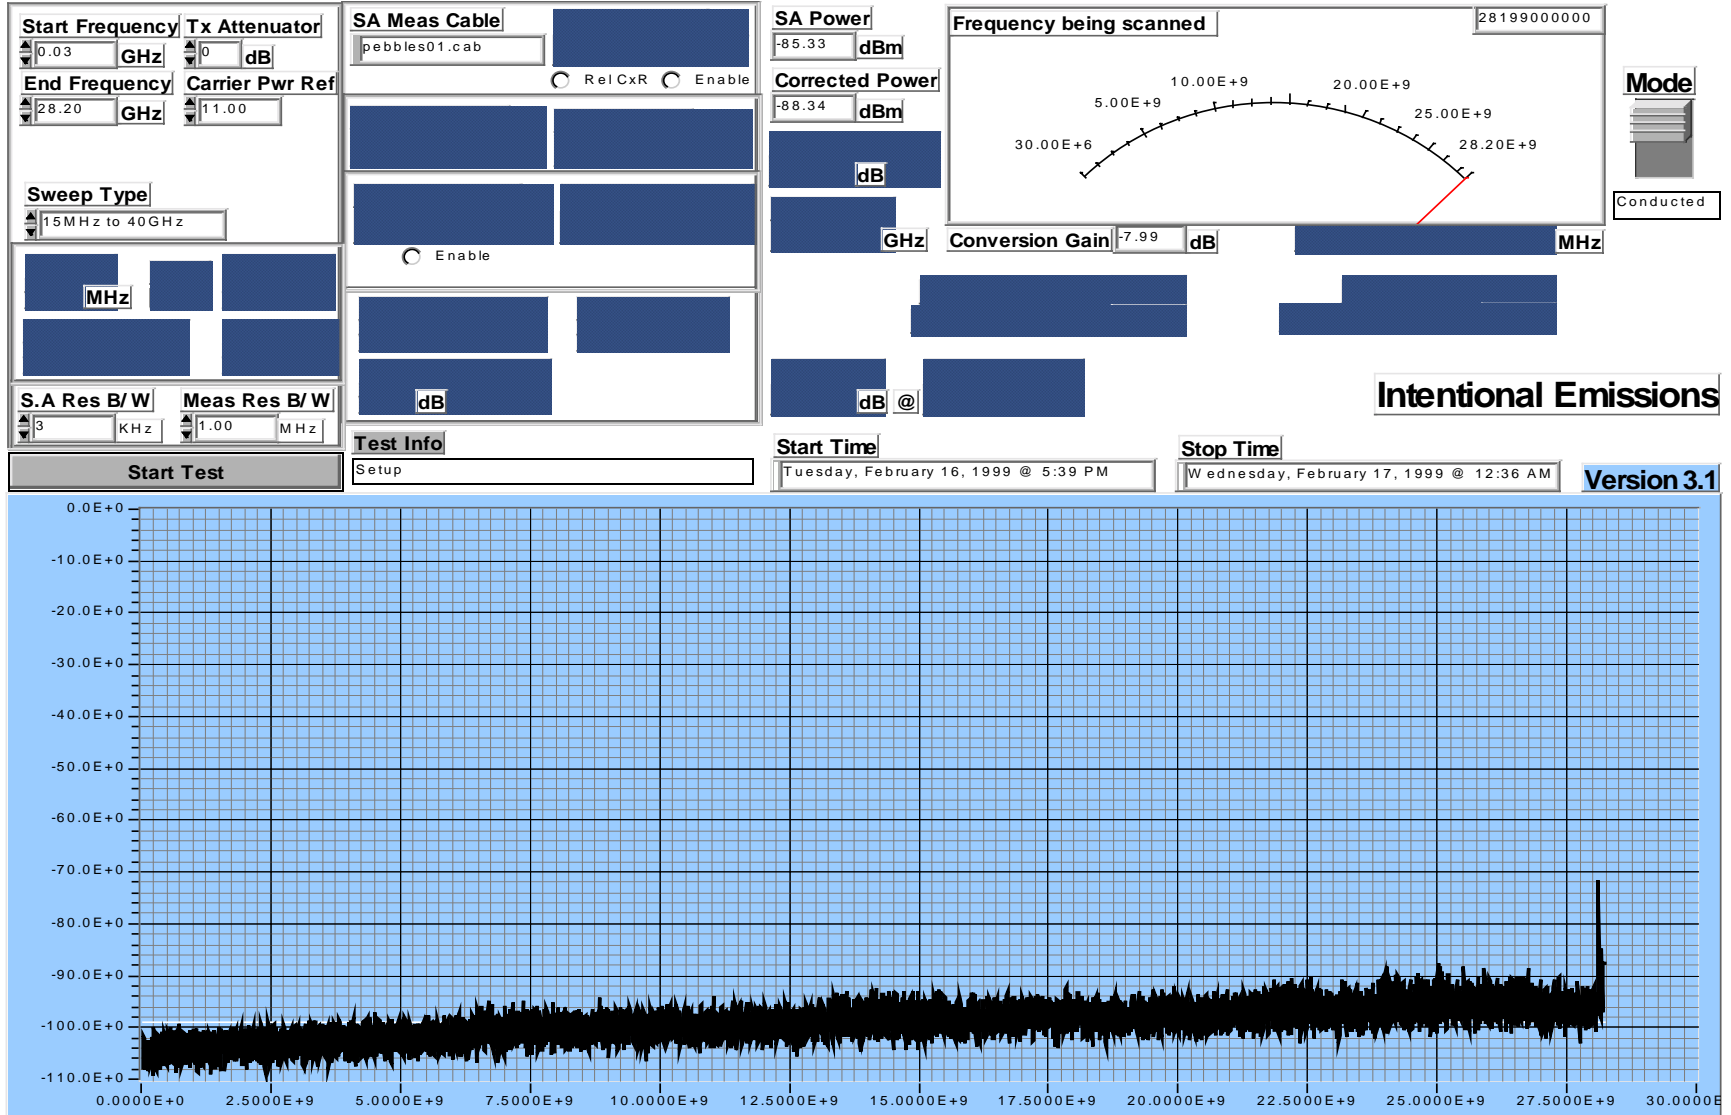 Start Frequency
0.03
GHz
Tx Attenuator
0
dB
End Frequency
28.20
GHz
Carrier Pwr Ref
11.00
Sweep Type
15MHz to 40GHz
MHz
S.A Res B/W
3
KHz
Meas Res B/W
1.00
MHz
Start Test
SA Meas Cable
pebbles01.cab
Rel CxR
Enable
Enable
dB
Test Info
Setup
SA Power
-85.33
dBm
Corrected Power
-88.34
dBm
dB
GHz
Frequency being scanned
28199000000
30.00E+6
5.00E+9
10.00E+9
20.00E+9
25.00E+9
28.20E+9
Mode
Conducted
Conversion Gain
-7.99
dB
MHz
dB
@
Intentional Emissions
Start Time
Tuesday, February 16, 1999 @ 5:39 PM
Stop Time
Wednesday, February 17, 1999 @ 12:36 AM
Version 3.1
0.0E+0
-10.0E+0
-20.0E+0
-30.0E+0
-40.0E+0
-50.0E+0
-60.0E+0
-70.0E+0
-80.0E+0
-90.0E+0
-100.0E+0
-110.0E+0
0.0000E+0
2.5000E+9
5.0000E+9
7.5000E+9
10.0000E+9
12.5000E+9
15.0000E+9
17.5000E+9
20.0000E+9
22.5000E+9
25.0000E+9
27.5000E+9
30.0000E